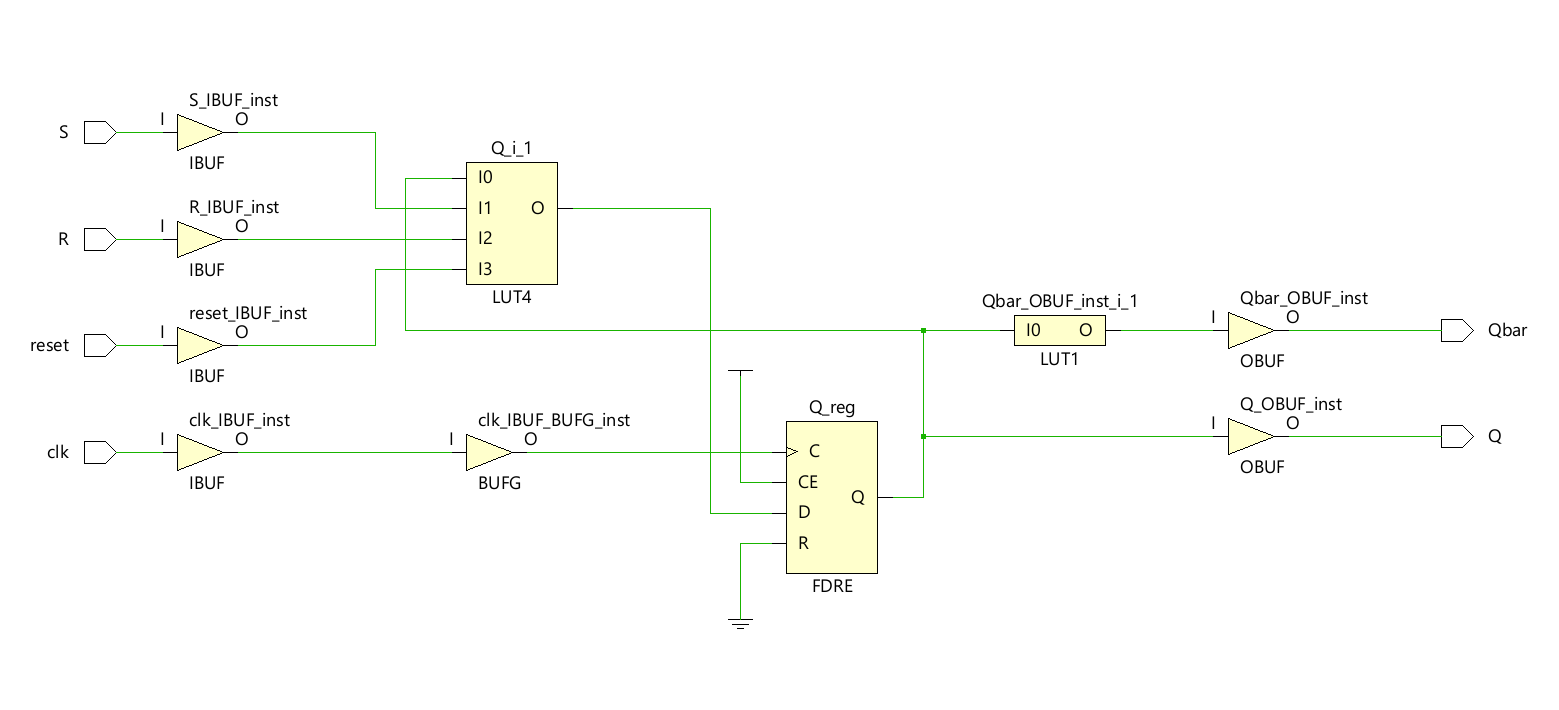 S_IBUF_inst
I
O
S
IBUF
Q_i_1
I0
I1
O
I2
I3
LUT4
R_IBUF_inst
I
O
R
IBUF
reset_IBUF_inst
I
O
reset
IBUF
Qbar_OBUF_inst_i_1
I0
O
LUT1
Qbar_OBUF_inst
I
O
Qbar
OBUF
clk_IBUF_inst
I
O
clk
IBUF
clk_IBUF_BUFG_inst
I
O
BUFG
Q_reg
C
CE
Q
D
R
FDRE
Q_OBUF_inst
I
O
Q
OBUF